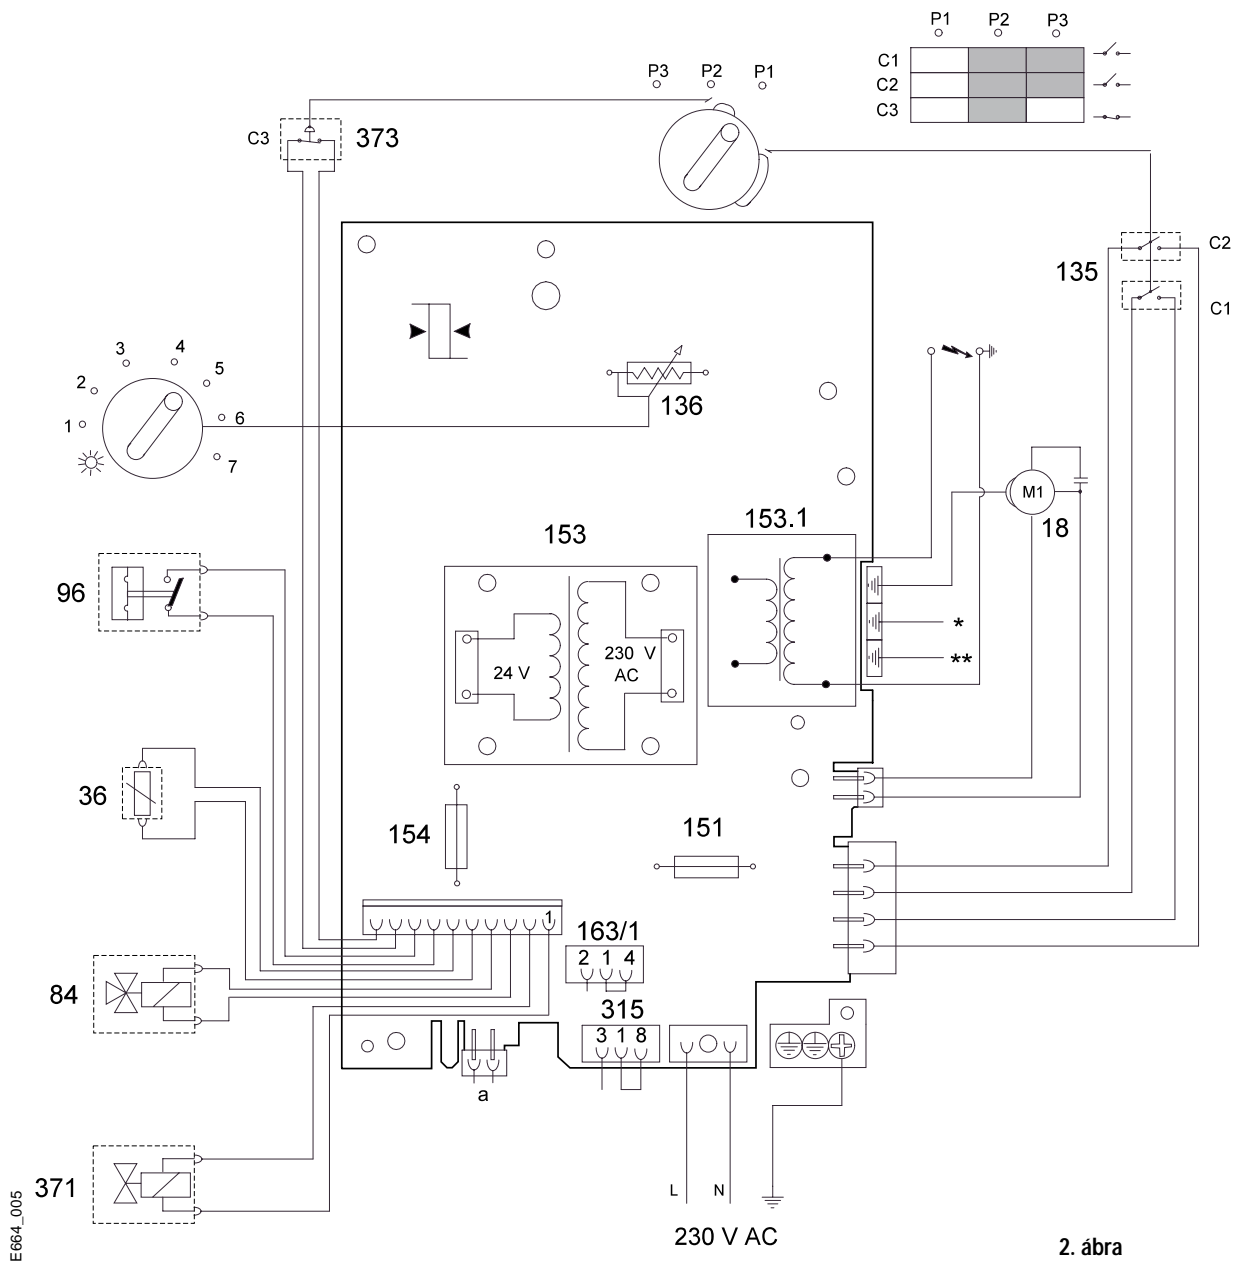 P1 P2 P3
C1
C2
C3
P3 P2 P1
C3 373
C2
135
C1
3 4 5
2
1 6
7
136
M1
18
153 153.1
96
24 V 230 V AC
*
**
36
154 151
1
163/1
2 1 4
84
315
3 1 8
a
371
L N
230 V AC
E664_005
2. ábra